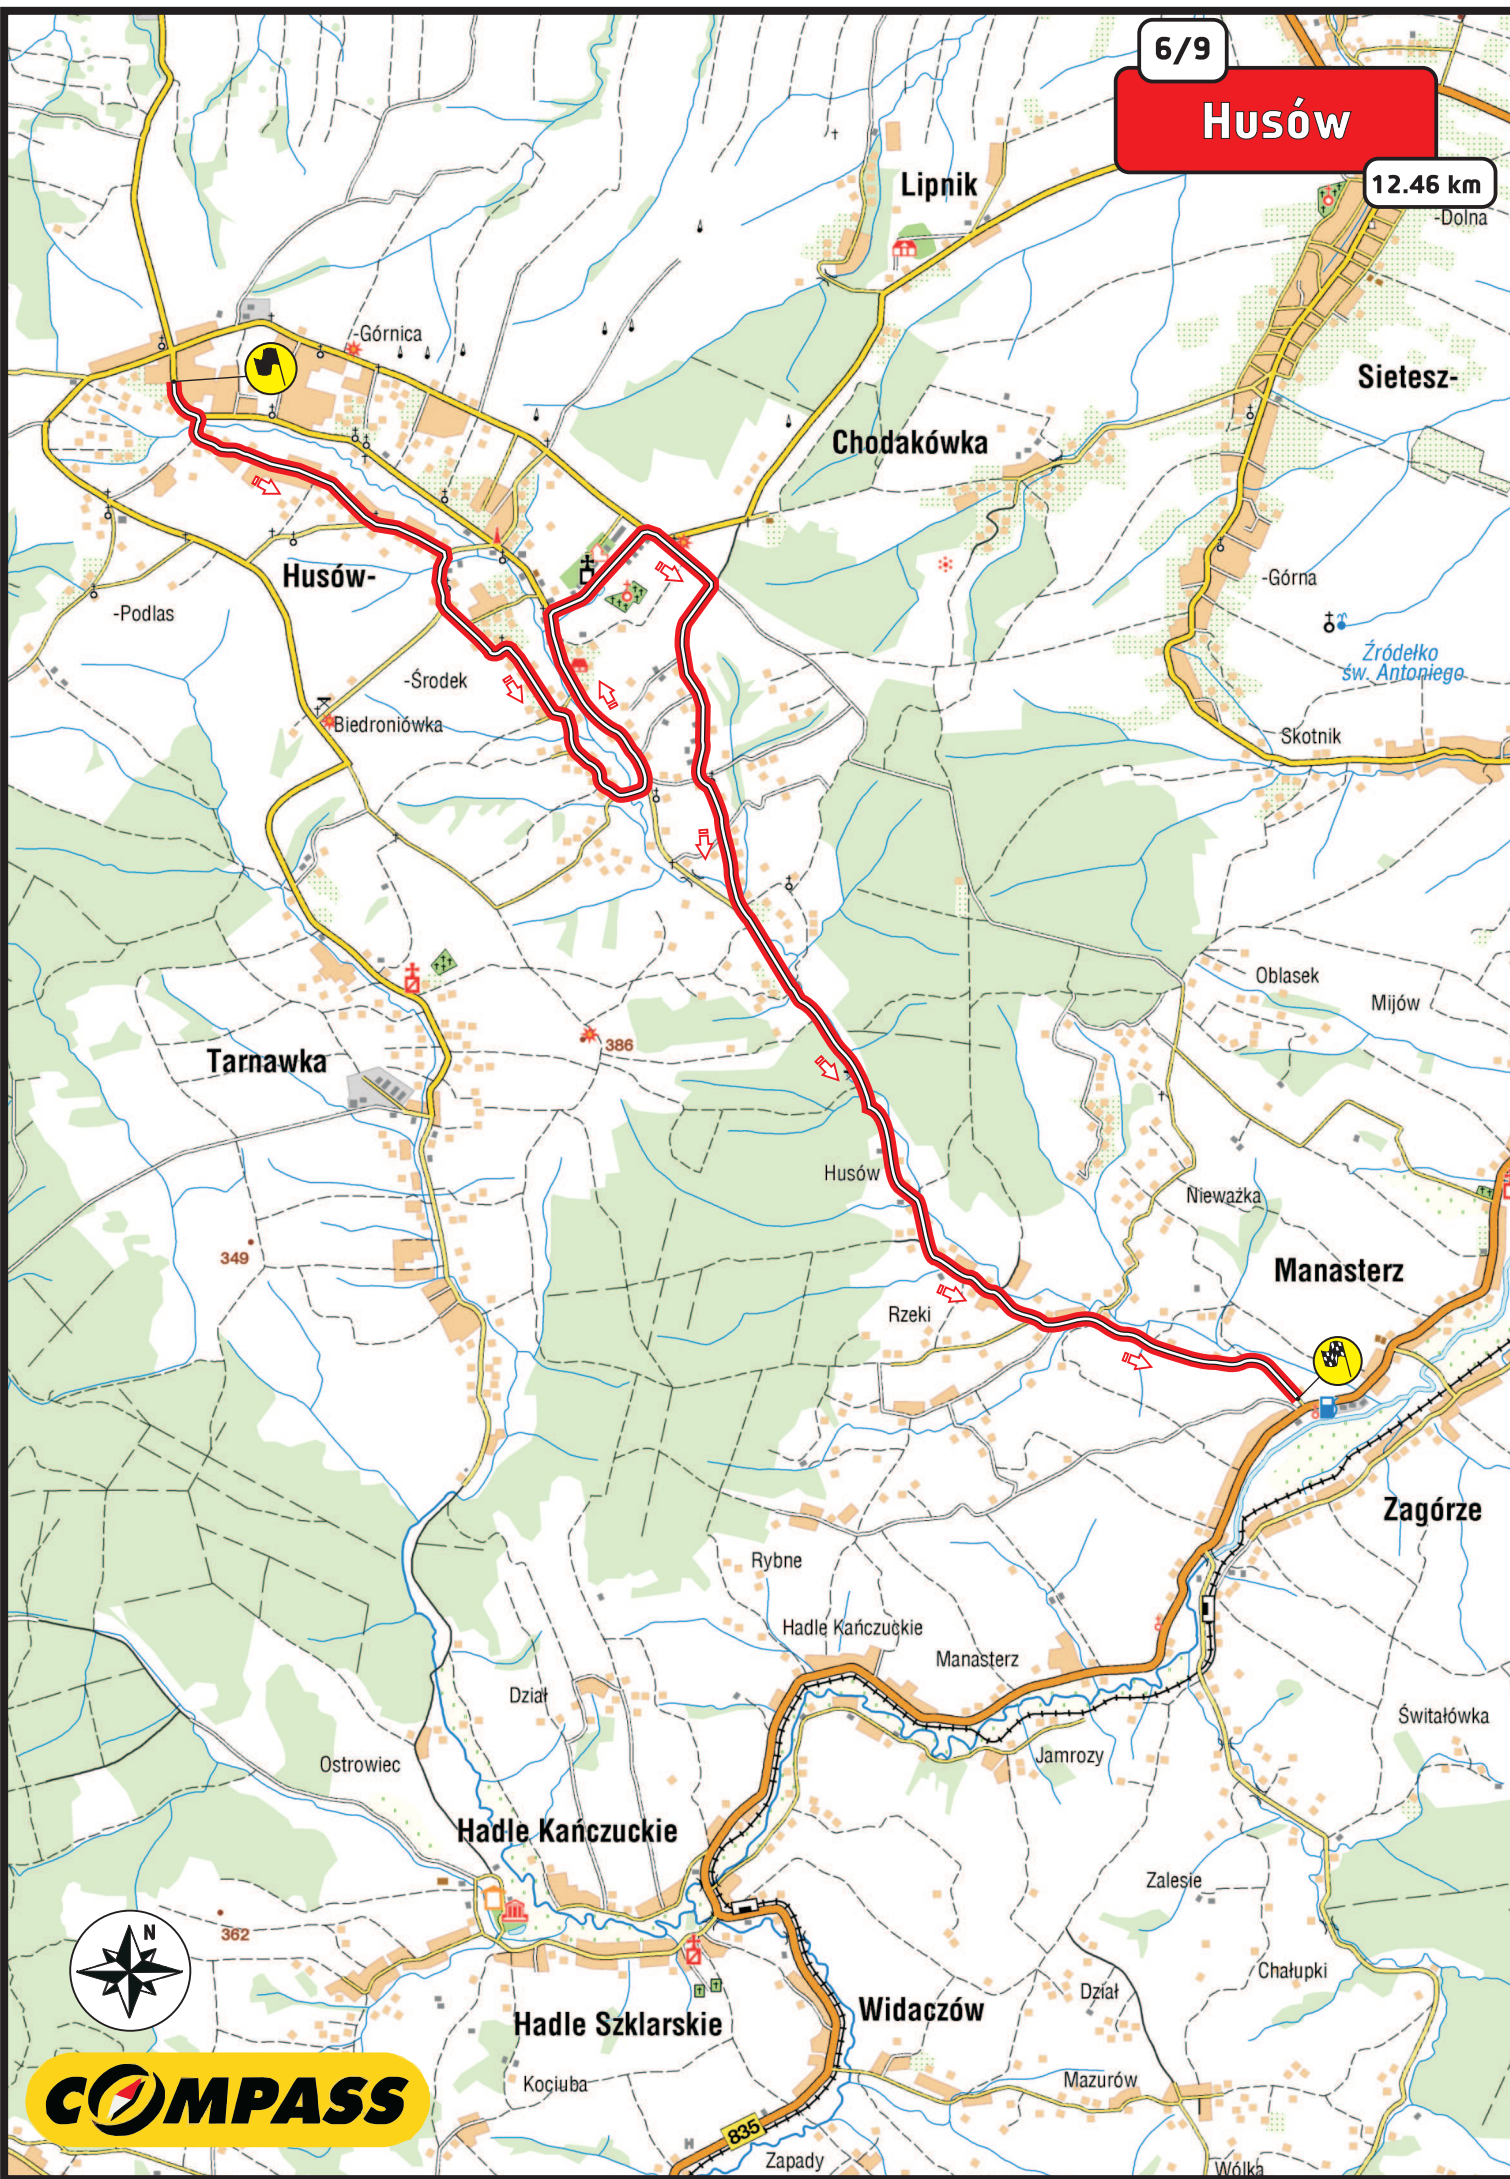 6/9
Husów
12.46 km
Lipnik
-Dolna
-Górnica
Sietesz-
Chodakówka
Husów-
-Górna
-Podlas
Źródełko
św. Antoniego
-Środek
Biedroniówka
Skotnik
Oblasek
Mijów
386
Tarnawka
Husów
Nieważka
349
Manasterz
Rzeki
Zagórze
Rybne
Hadle Kańczuckie
Manasterz
Dział
Świtałówka
Ostrowiec
Jamrozy
Hadle Kańczuckie
Zalesie
362
N
Chałupki
Dział
Widaczów
Hadle Szklarskie
Kociuba
Mazurów
COMPASS
835
H
Zapady
Wólka